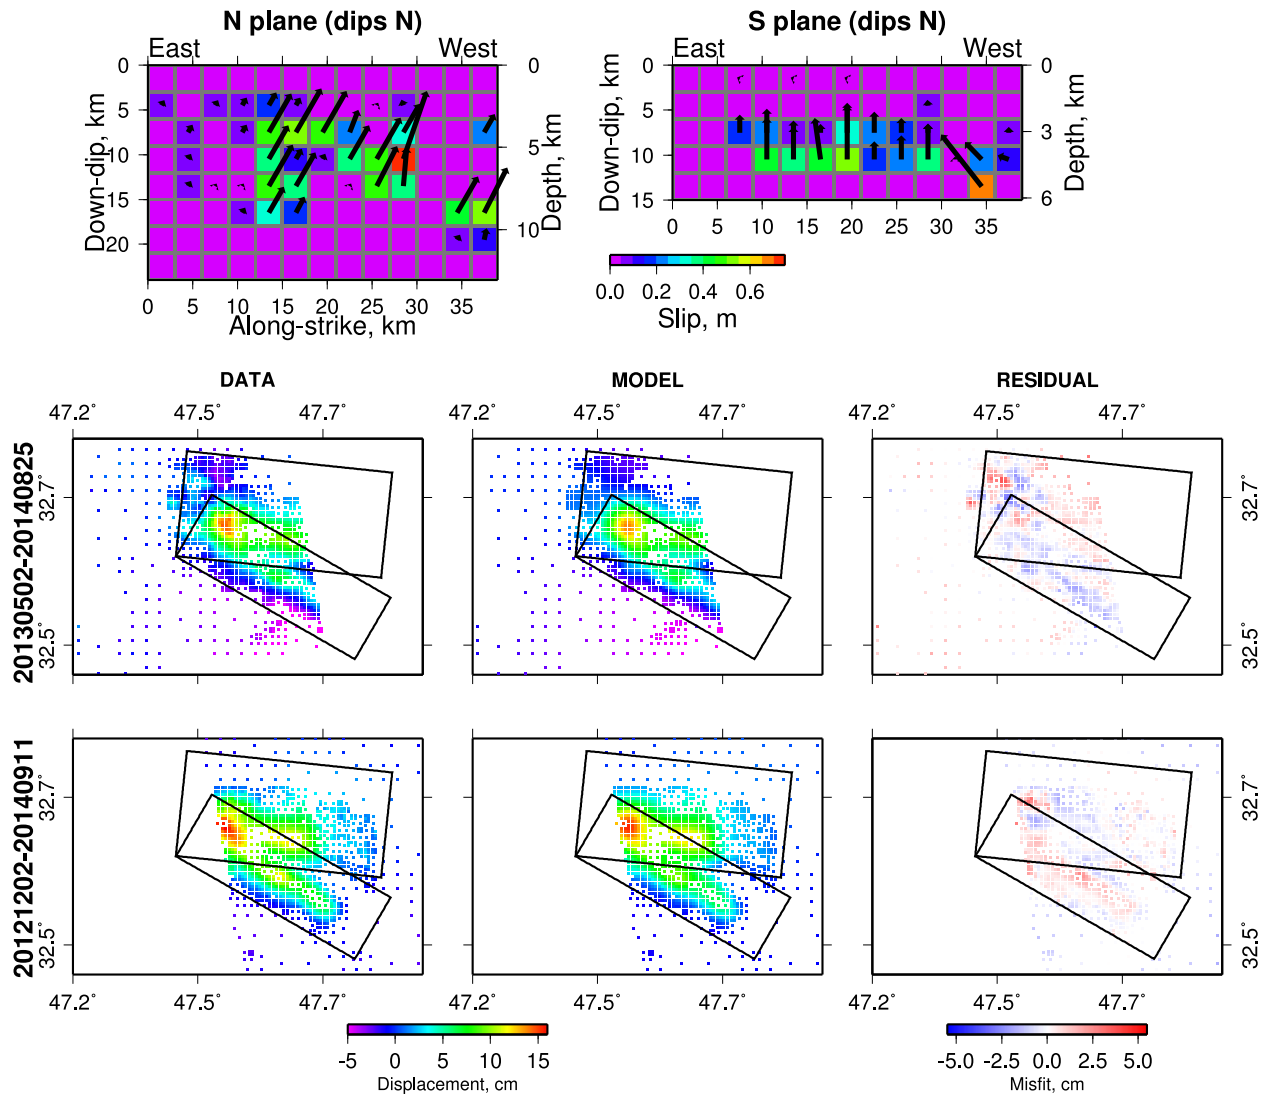 N plane (dips N)
S plane (dips N)
East West
East West
0 5 10 15 20
Down-dip, km
0 5 10
Depth, km
0 5 10 15 20 25 30 35
Along-strike, km
0 5 10 15
Down-dip, km
0 3 6
Depth, km
0 5 10 15 20 25 30 35
0.0 0.2 0.4 0.6
Slip, m
DATA MODEL RESIDUAL
47.2° 47.5° 47.7° 47.2° 47.5° 47.7° 47.2° 47.5° 47.7°
20130502-20140825
32.7° 32.5°
32.7° 32.5°
20121202-20140911
32.7° 32.5°
32.7° 32.5°
47.2° 47.5° 47.7° 47.2° 47.5° 47.7° 47.2° 47.5° 47.7°
-5 0 5 10 15
Displacement, cm
-5.0 -2.5 0.0 2.5 5.0
Misfit, cm